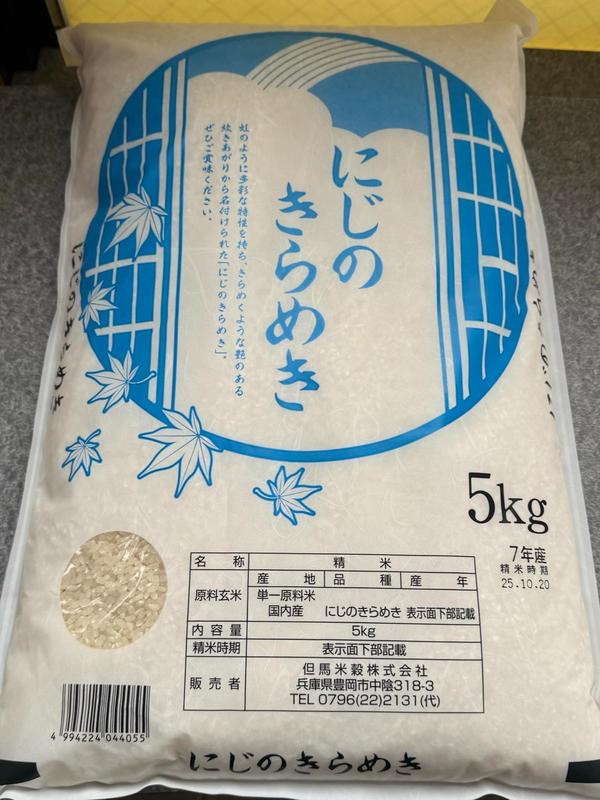 にじの
きらめき
虹のように多彩な特性を持ち、きらめくような艶のある
炊きあがりから名付けられた「にじのきらめき」。
ぜひご賞味ください。
にじのきらめき
5kg
7年産
精米時期
25.10.20
名 称 精 米
原料玄米 産 地 品 種 産 年
単一原料米
国内産 にじのきらめき 表示面下部記載
内容量 5kg
精米時期 表示面下部記載
販売者 但馬米穀株式会社
兵庫県豊岡市中陰318-3
TEL 0796(22)2131(代)
4 994224 044055
にじのきらめき